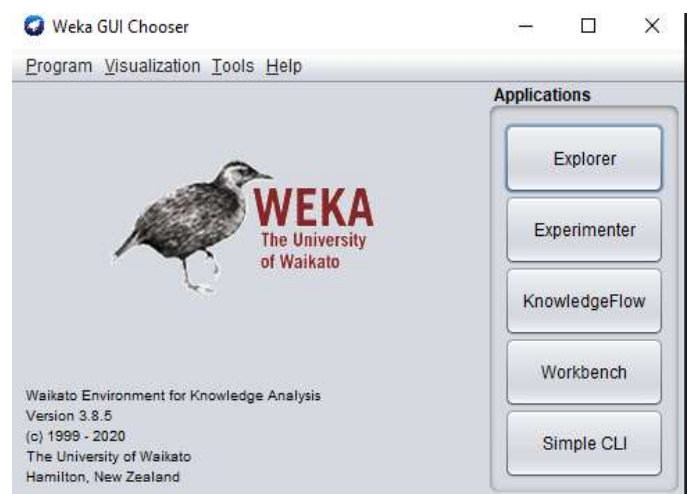 Weka GUI Chooser
Program Visualization Tools Help
Applications
Explorer
Experimenter
KnowledgeFlow
Workbench
Simple CLI
WEKA
The University
of Waikato
Waikato Environment for Knowledge Analysis
Version 3.8.5
(c) 1999 - 2020
The University of Waikato
Hamilton, New Zealand